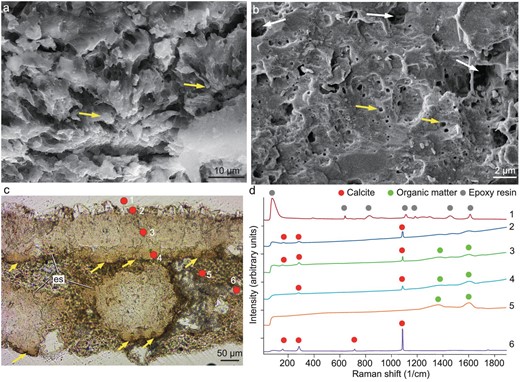 a
10 µm
b
2 µm
c
1
2
3
4
5
6
es
50 µm
d
Calcite
Organic matter
Epoxy resin
1
2
3
4
5
6
Intensity (arbitrary units)
200
400
600
800
1000
1200
1400
1600
1800
Raman shift (1/cm)